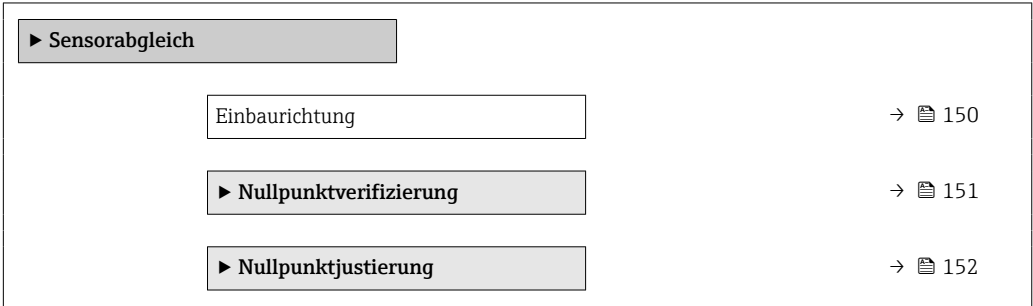 ▶ Sensorabgleich
Einbaurichtung → 150
▶ Nullpunktverifizierung → 151
▶ Nullpunktjustierung → 152